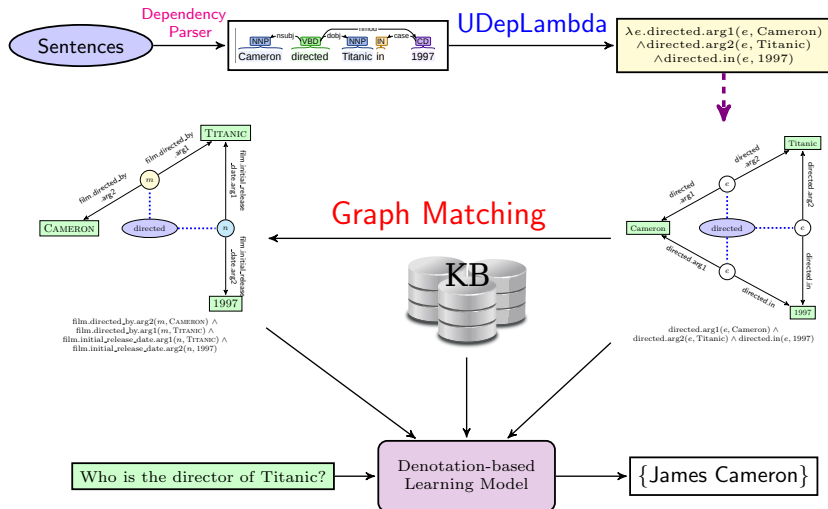 Sentences
Dependency
Parser
nsubj
dobj
case
NNP
VBD
NNP
IN
CD
Cameron
directed
Titanic
in
1997
UDepLambda
λe.directed.arg1(e, Cameron)
∧directed.arg2(e, Titanic)
∧directed.in(e, 1997)
TITANIC
film.directed_by
.arg1
film.directed_by
.arg2
film.initial_release
_date.arg1
m
CAMERON
directed
n
film.initial_release
_date.arg2
1997
film.directed_by.arg2(m, CAMERON) ∧
film.directed_by.arg1(m, TITANIC) ∧
film.initial_release_date.arg1(n, TITANIC) ∧
film.initial_release_date.arg2(n, 1997)
Graph Matching
KB
Titanic
directed
.arg2
directed
.arg1
directed.arg2
e
Cameron
directed
e
directed.arg1
e
directed.in
directed.in
1997
directed.arg1(e, Cameron) ∧
directed.arg2(e, Titanic) ∧ directed.in(e, 1997)
Who is the director of Titanic?
Denotation-based
Learning Model
{James Cameron}